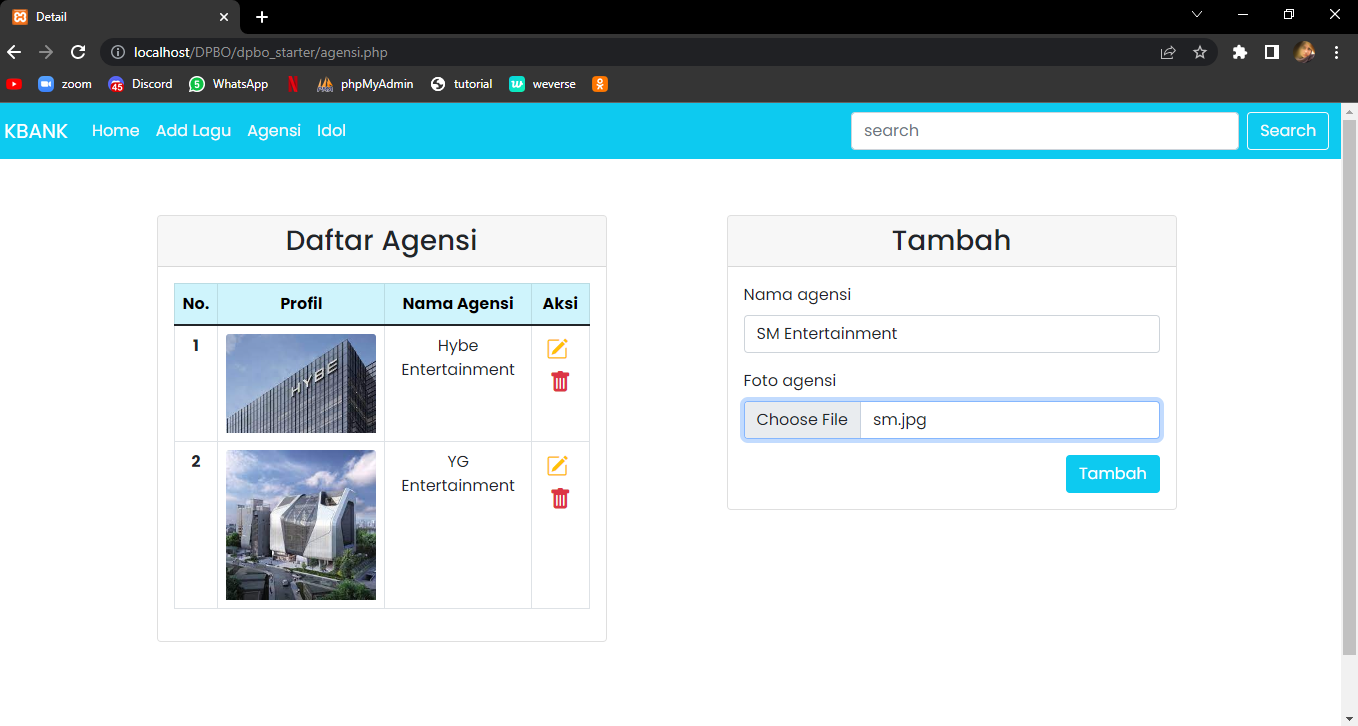 Detail
localhost/DPBO/dpbo_starter/agensi.php
zoom
45
Discord
5
WhatsApp
N
phpMyAdmin
tutorial
w
weverse
KBANK
Home
Add Lagu
Agensi
Idol
search
Search
Daftar Agensi
No. Profil Nama Agensi Aksi
1
HYBE
Hybe
Entertainment
2
YG
Entertainment
Tambah
Nama agensi
SM Entertainment
Foto agensi
Choose File sm.jpg
Tambah